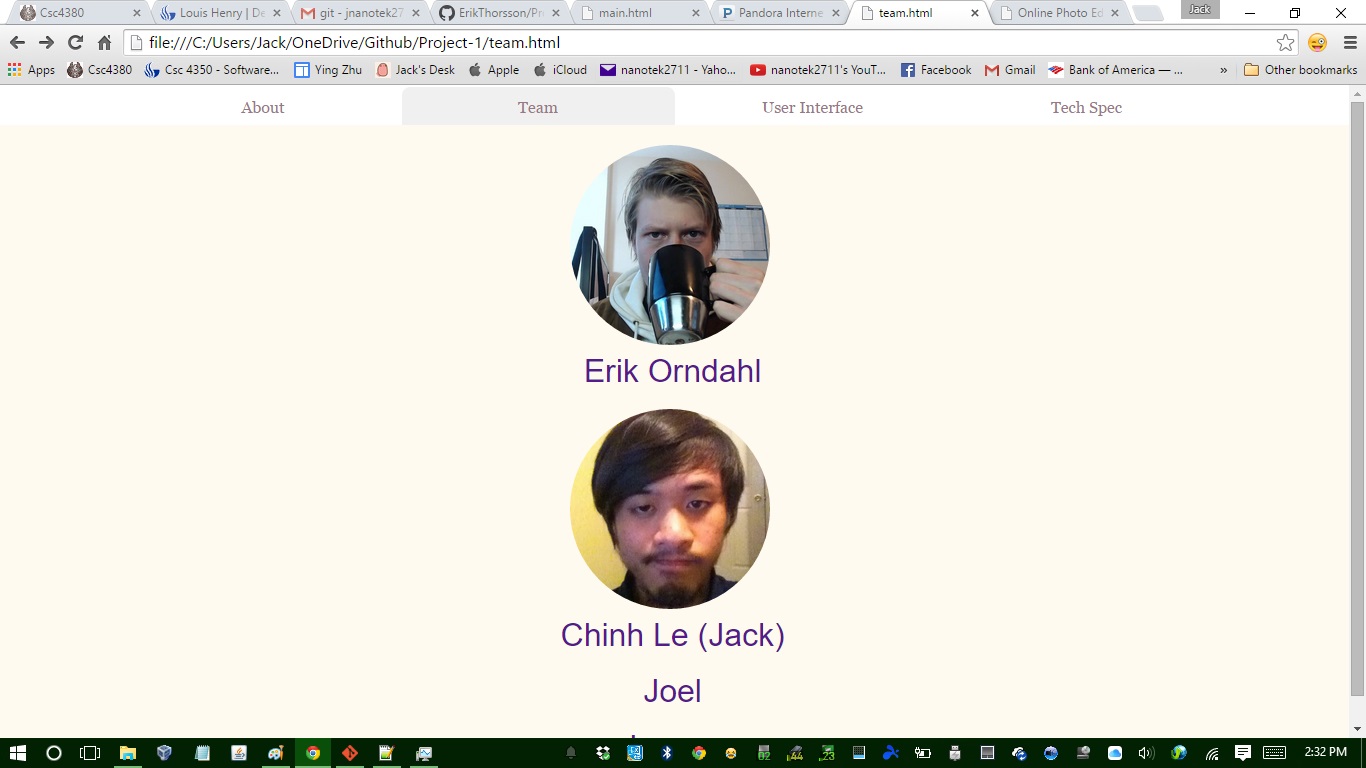 Csc4380
Louis Henry | De
git - jnanotek27
ErikThorsson/Pr
main.html
Pandora Interne
team.html
Online Photo Ed
Jack
file:///C:/Users/Jack/OneDrive/Github/Project-1/team.html
Apps
Csc4380
Csc 4350 - Software...
Ying Zhu
Jack's Desk
Apple
iCloud
nanotek2711 - Yahoo...
nanotek2711's YouT...
Facebook
Gmail
Bank of America — ...
»
Other bookmarks
About
Team
User Interface
Tech Spec
Erik Orndahl
Chinh Le (Jack)
Joel
2:32 PM